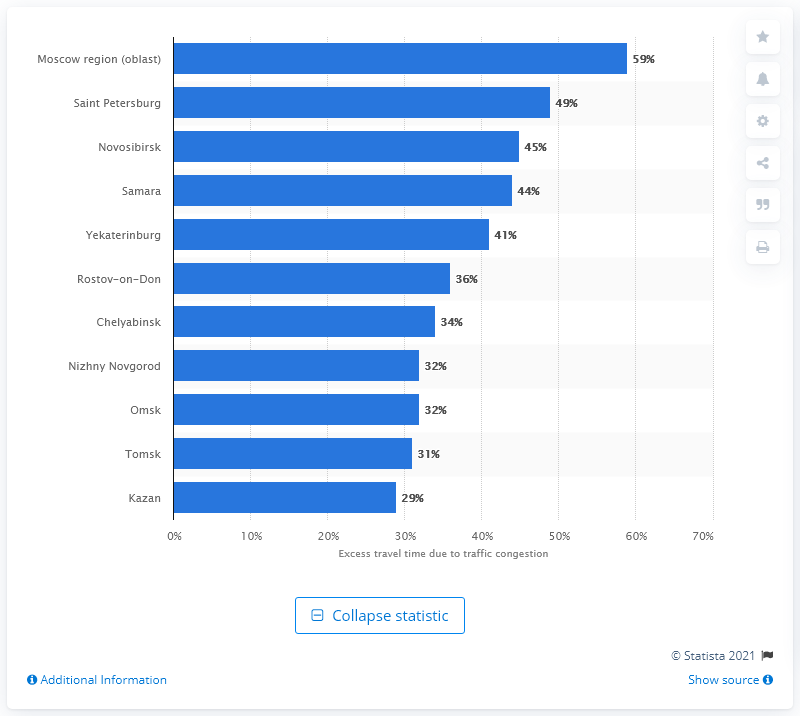 Moscow region (oblast) 59%
Saint Petersburg 49%
Novosibirsk 45%
Samara 44%
Yekaterinburg 41%
Rostov-on-Don 36%
Chelyabinsk 34%
Nizhny Novgorod 32%
Omsk 32%
Tomsk 31%
Kazan 29%
0% 10% 20% 30% 40% 50% 60% 70%
Excess travel time due to traffic congestion
Collapse statistic
© Statista 2021
Additional Information Show source